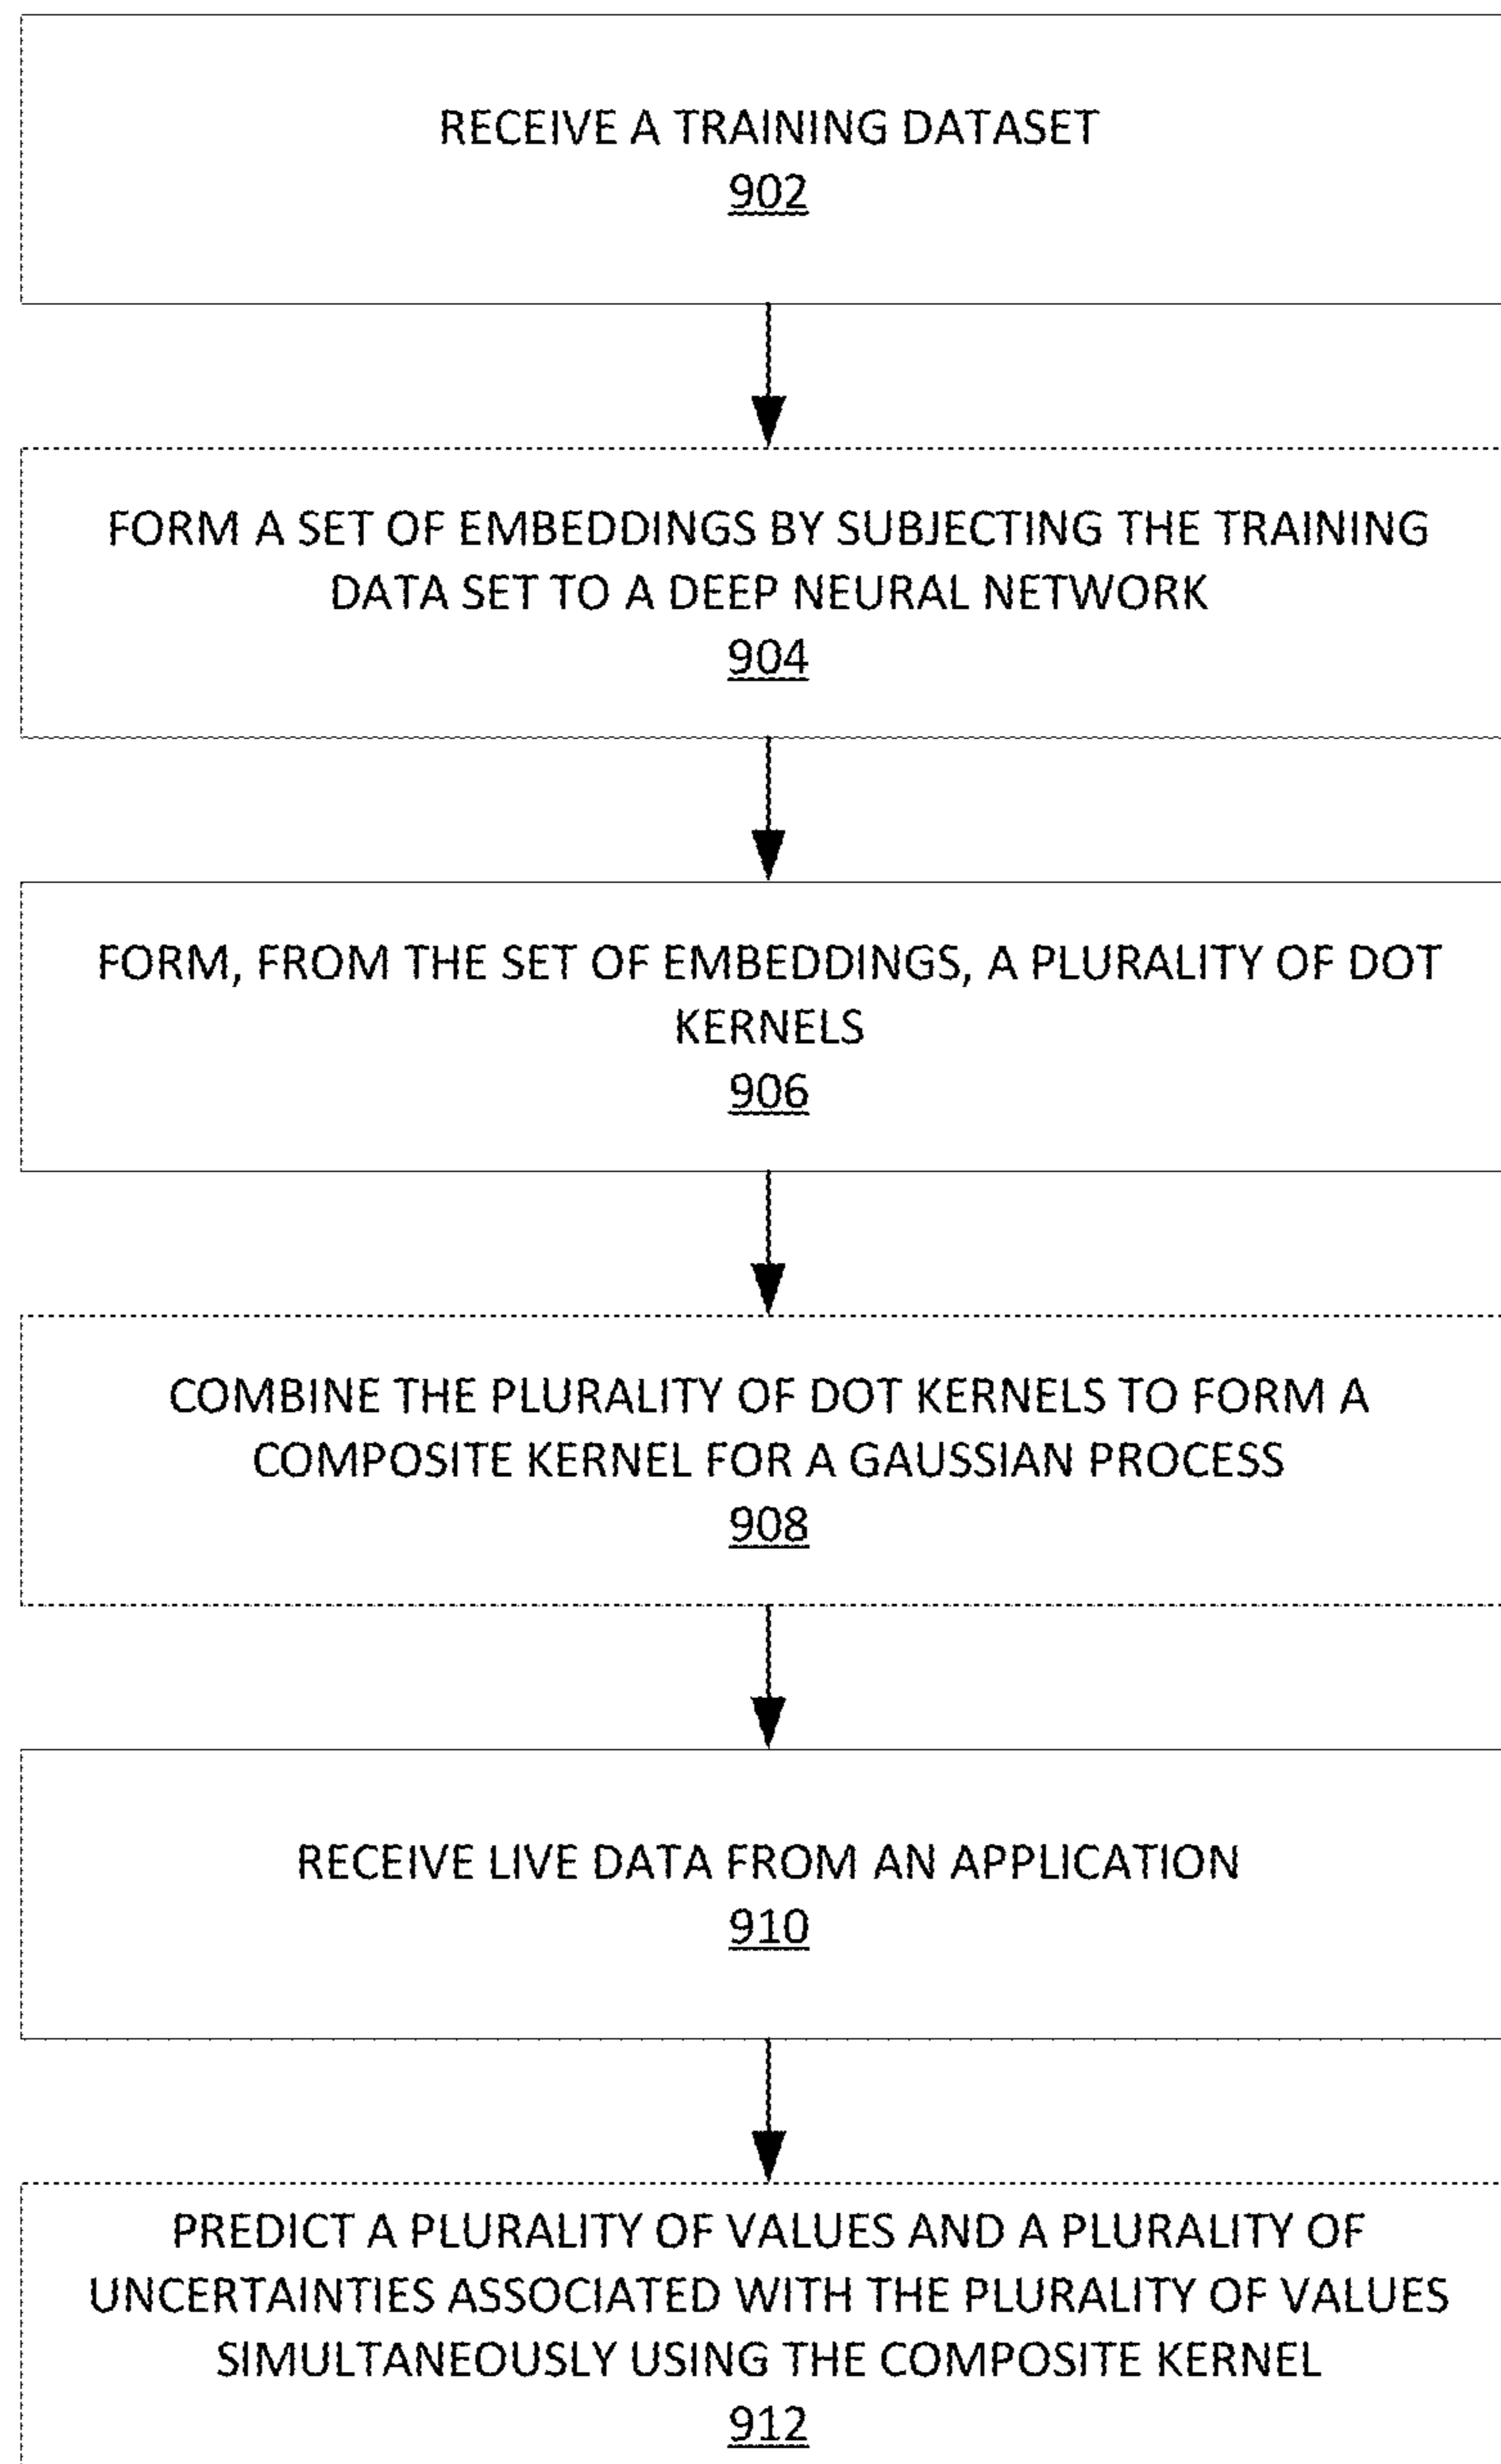 RECEIVE A TRAINING DATASET
902
FORM A SET OF EMBEDDINGS BY SUBJECTING THE TRAINING
DATA SET TO A DEEP NEURAL NETWORK
904
FORM, FROM THE SET OF EMBEDDINGS, A PLURALITY OF DOT
KERNELS
906
COMBINE THE PLURALITY OF DOT KERNELS TO FORM A
COMPOSITE KERNEL FOR A GAUSSIAN PROCESS
908
RECEIVE LIVE DATA FROM AN APPLICATION
910
PREDICT A PLURALITY OF VALUES AND A PLURALITY OF
UNCERTAINTIES ASSOCIATED WITH THE PLURALITY OF VALUES
SIMULTANEOUSLY USING THE COMPOSITE KERNEL
912